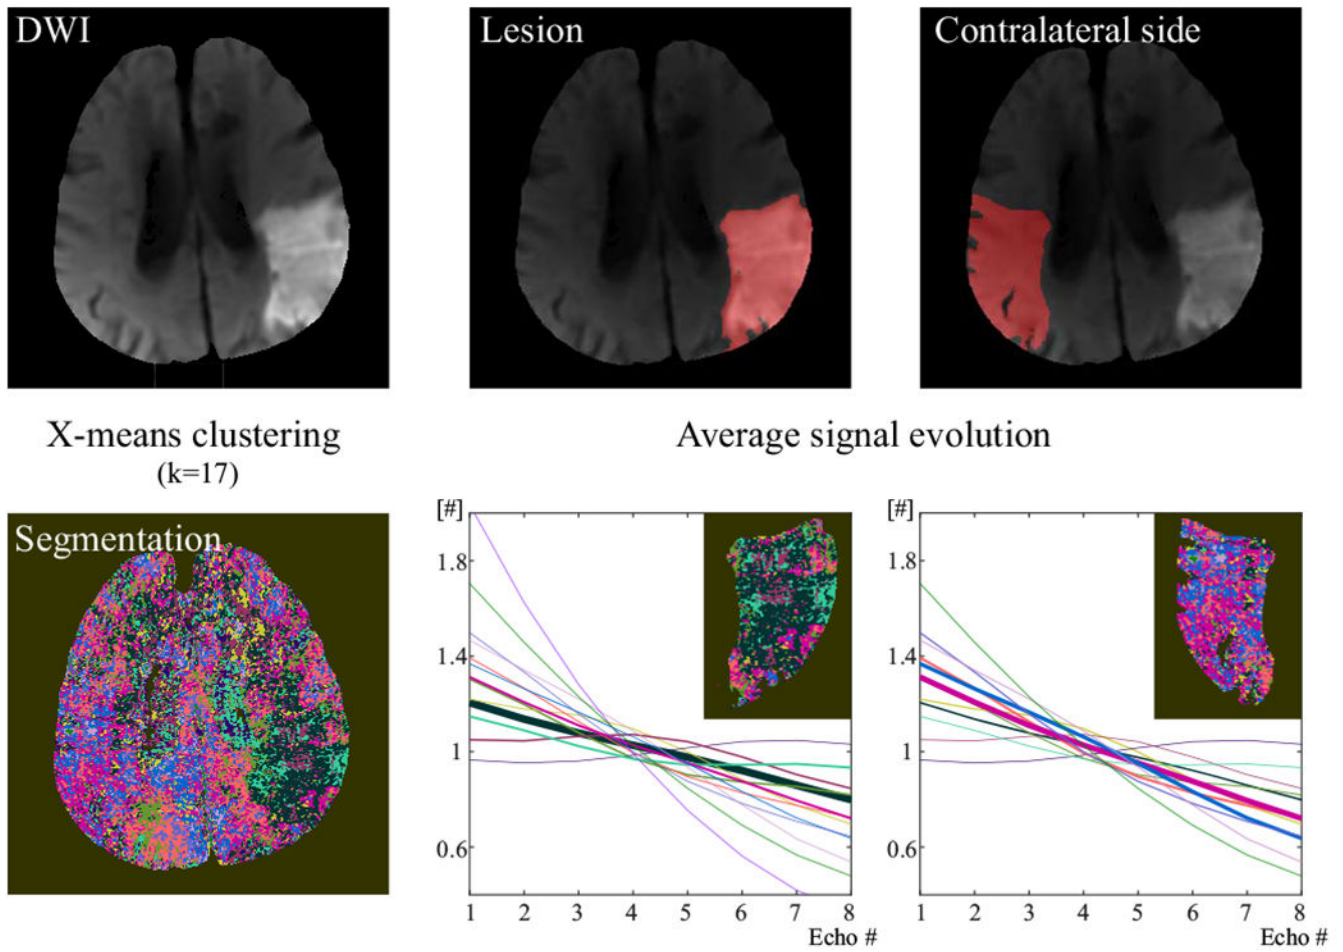 DWI
Lesion
Contralateral side
X-means clustering
(k=17)
Average signal evolution
Segmentation
[#]
1.8
1.4
1
0.6
1 2 3 4 5 6 7 8
Echo #
[#]
1.8
1.4
1
0.6
1 2 3 4 5 6 7 8
Echo #